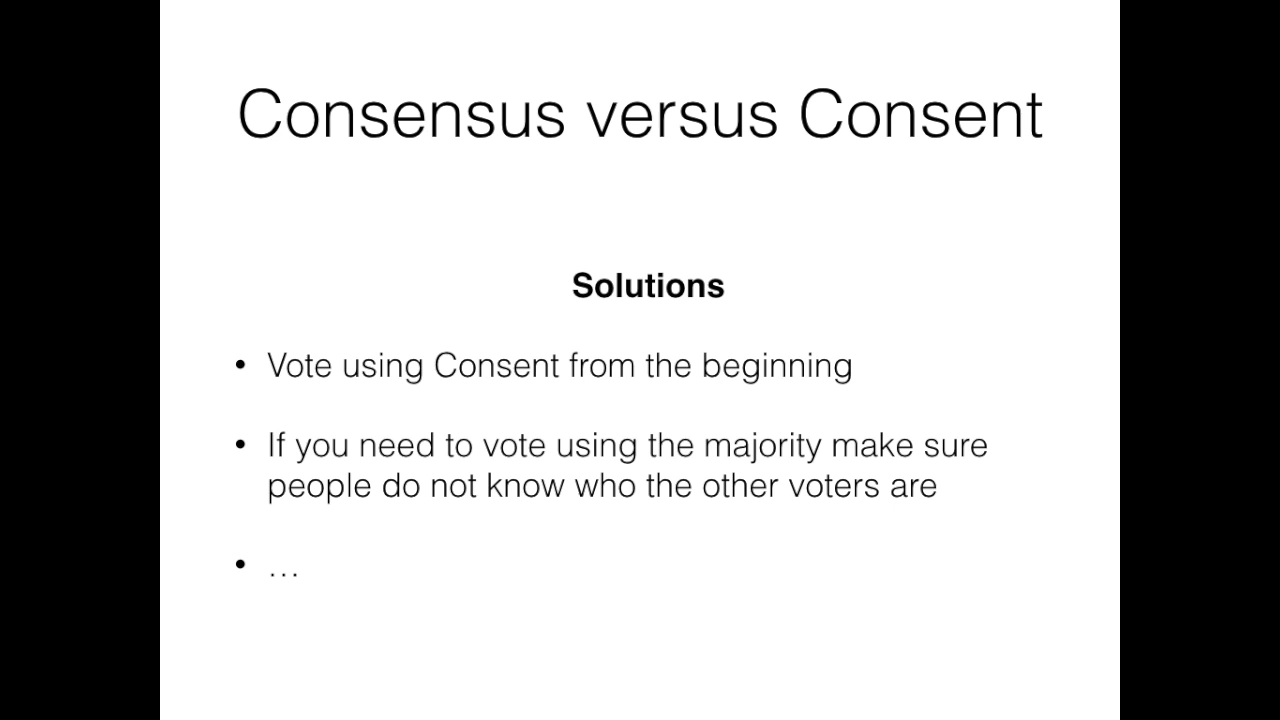 Consensus versus Consent
Solutions
• Vote using Consent from the beginning
• If you need to vote using the majority make sure
people do not know who the other voters are
• …